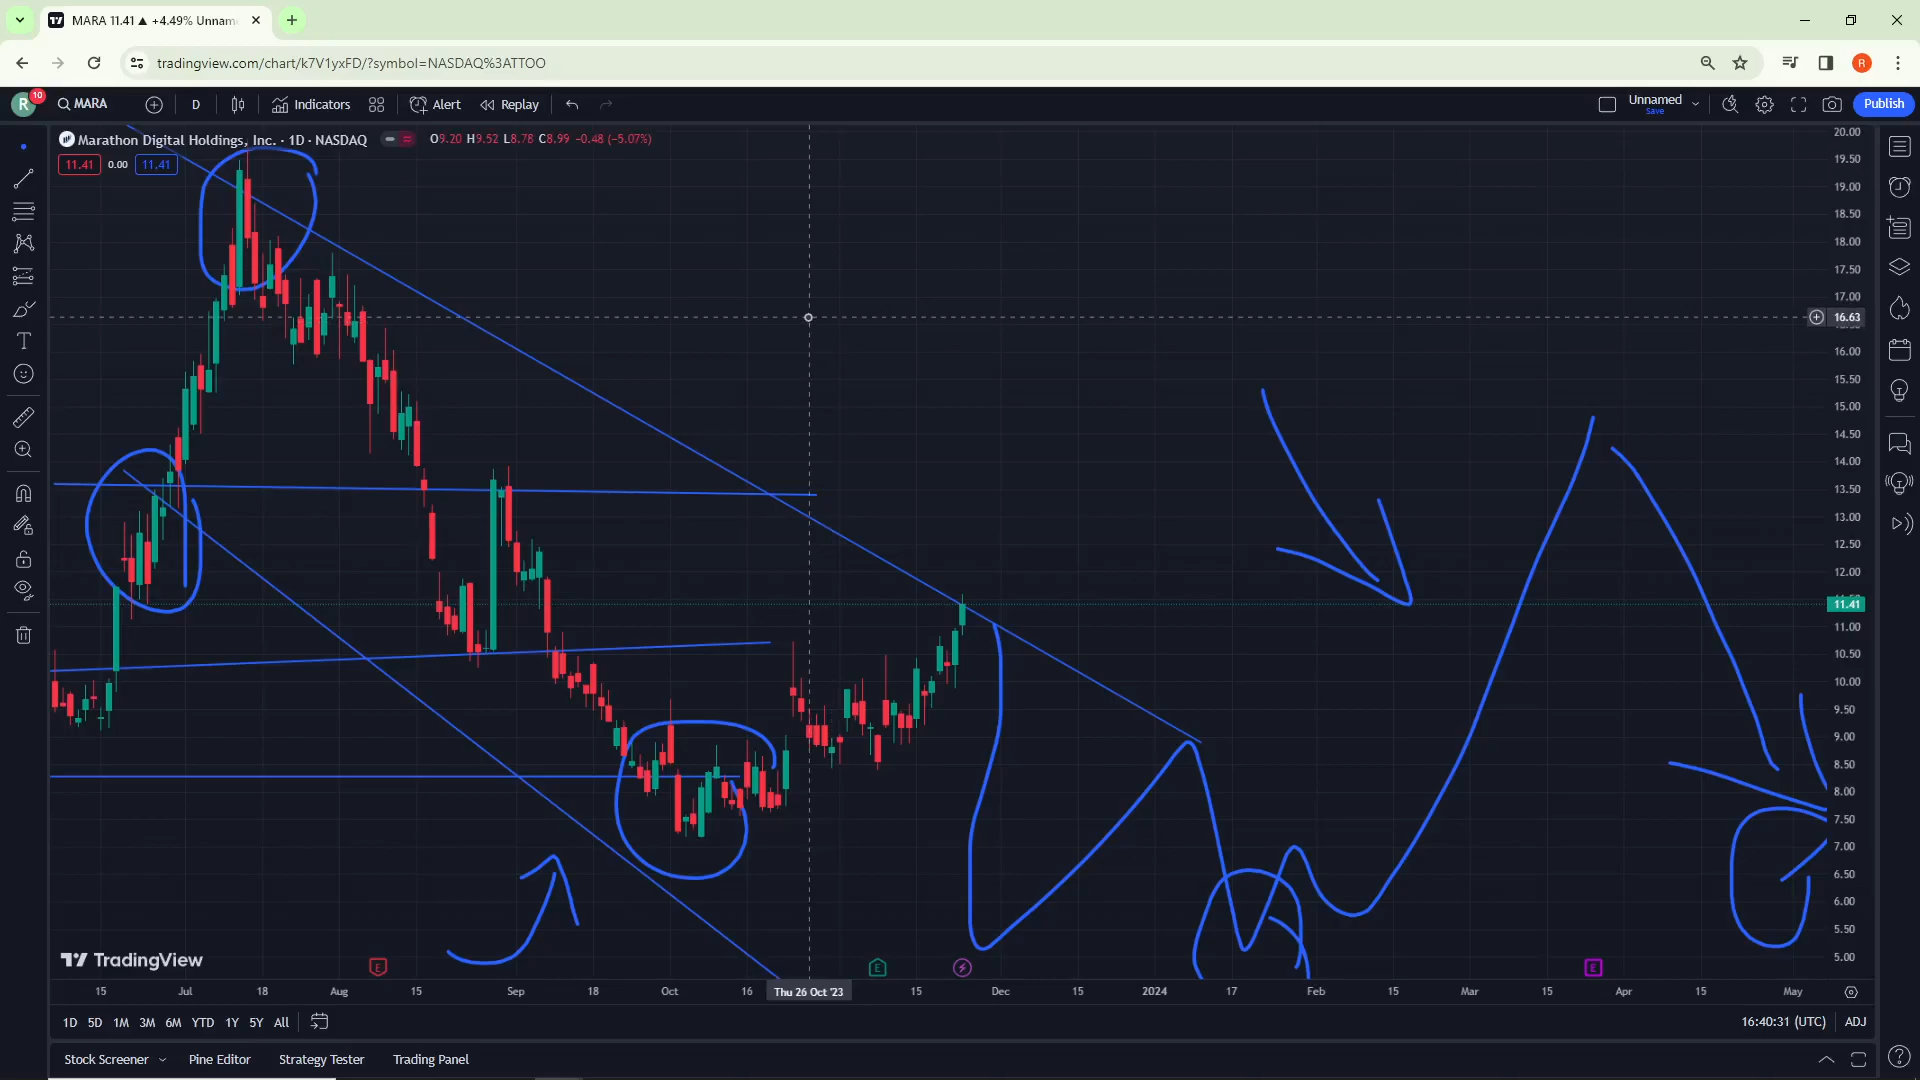 MARA 11.41 ▲ +4.49% Unnam
tradingview.com/chart/k7V1yxFD/?symbol=NASDAQ%3ATTOO
R
R 10 MARA D Indicators Alert Replay Unnamed Save Publish
Marathon Digital Holdings, Inc. · 1D · NASDAQ O9.20 H9.52 L8.78 C8.99 −0.48 (−5.07%)
11.41 0.00 11.41
20.00
19.50
19.00
18.50
18.00
17.50
17.00
16.63
16.00
15.50
15.00
14.50
14.00
13.50
13.00
12.50
12.00
11.41
11.00
10.50
10.00
9.50
9.00
8.50
8.00
7.50
7.00
6.50
6.00
5.50
5.00
TradingView
E E E
15 Jul 18 Aug 15 Sep 18 Oct 16 Thu 26 Oct '23 15 Dec 15 2024 17 Feb 15 Mar 15 Apr 15 May
1D 5D 1M 3M 6M YTD 1Y 5Y All 16:40:31 (UTC) ADJ
Stock Screener Pine Editor Strategy Tester Trading Panel